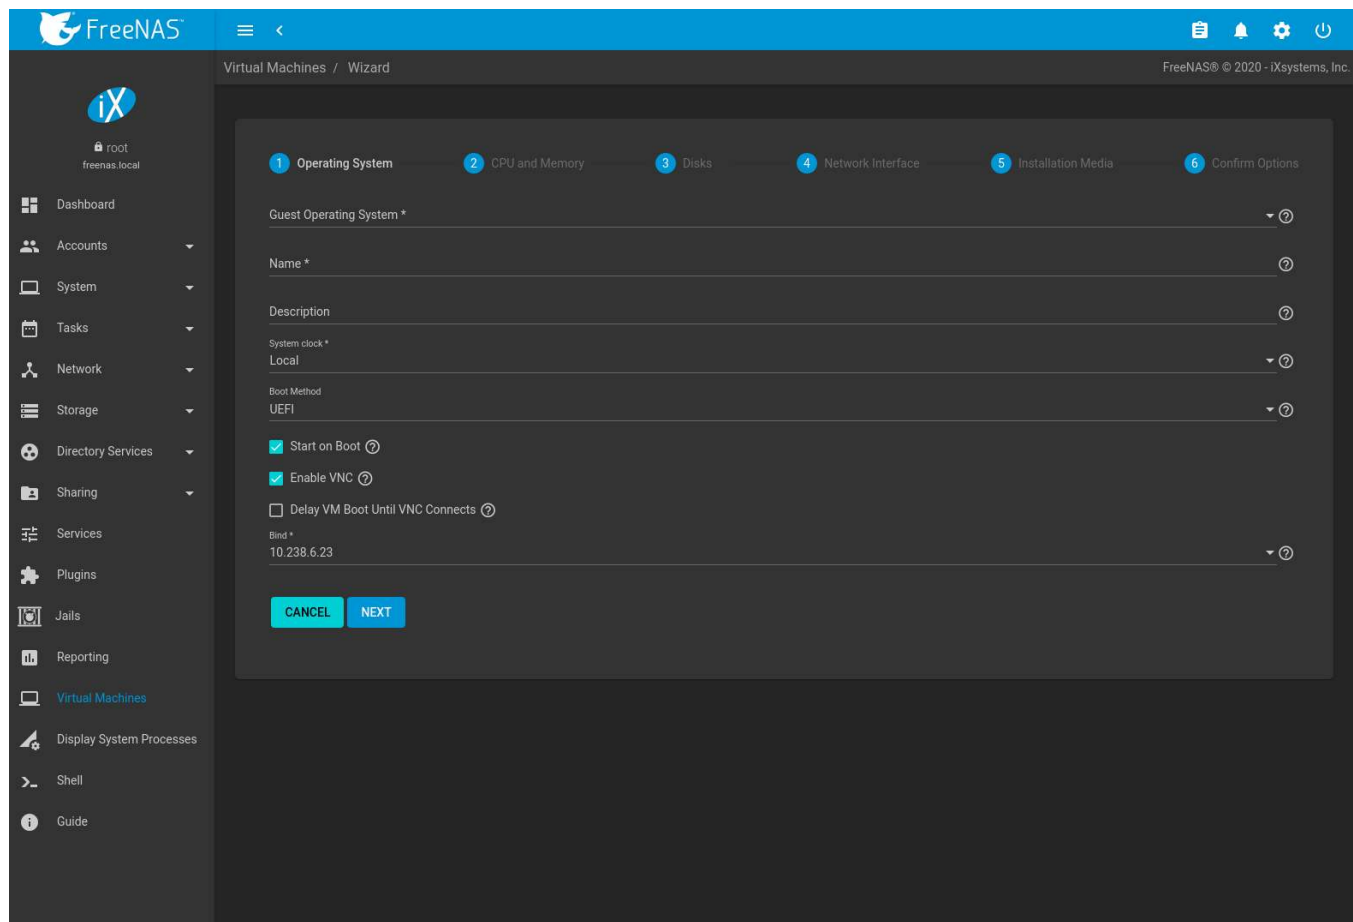 FreeNAS™
Virtual Machines / Wizard
FreeNAS® © 2020 - iXsystems, Inc.
iX
root
freenas.local
Dashboard
Accounts
System
Tasks
Network
Storage
Directory Services
Sharing
Services
Plugins
Jails
Reporting
Virtual Machines
Display System Processes
Shell
Guide
1 Operating System 2 CPU and Memory 3 Disks 4 Network Interface 5 Installation Media 6 Confirm Options
Guest Operating System *
Name *
Description
System clock *
Local
Boot Method
UEFI
Start on Boot
Enable VNC
Delay VM Boot Until VNC Connects
Bind *
10.238.6.23
CANCEL NEXT